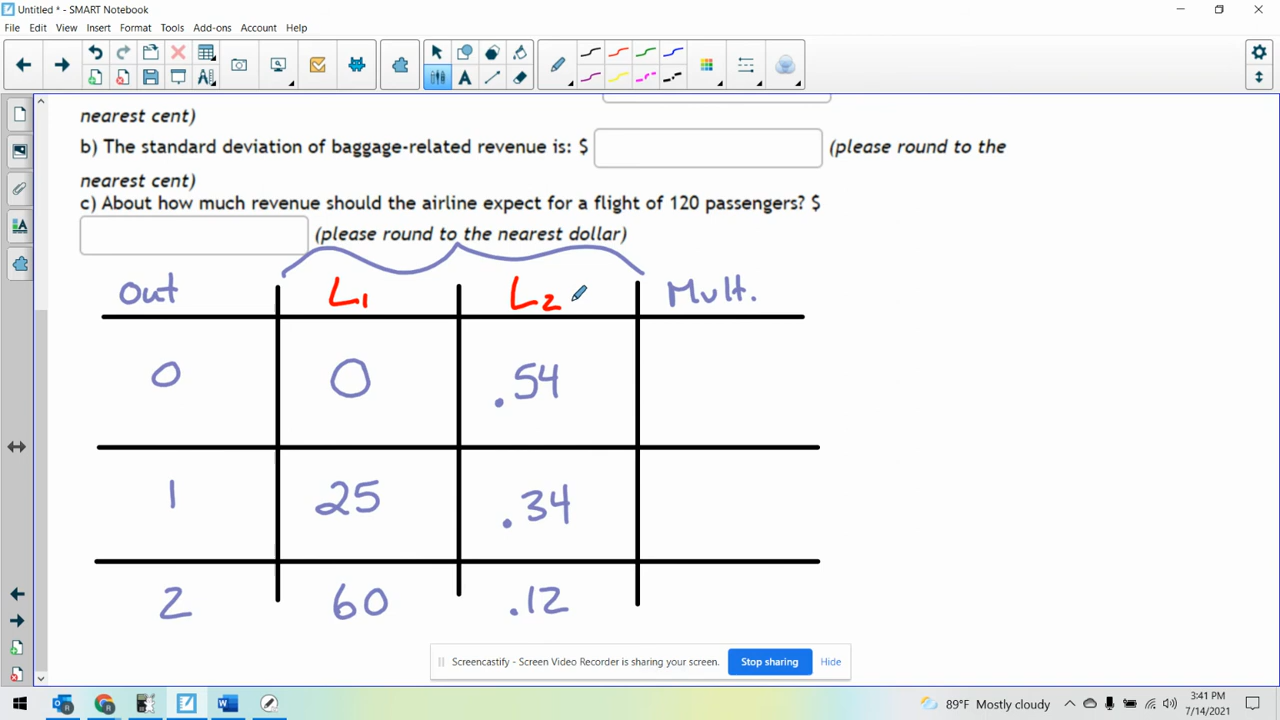 Untitled * - SMART Notebook
File Edit View Insert Format Tools Add-ons Account Help
nearest cent)
b) The standard deviation of baggage-related revenue is: $ (please round to the
nearest cent)
c) About how much revenue should the airline expect for a flight of 120 passengers? $
(please round to the nearest dollar)
Out L1 L2 Mult.
0 0 .54
1 25 .34
2 60 .12
Screencastify - Screen Video Recorder is sharing your screen. Stop sharing Hide
89°F Mostly cloudy
3:41 PM
7/14/2021